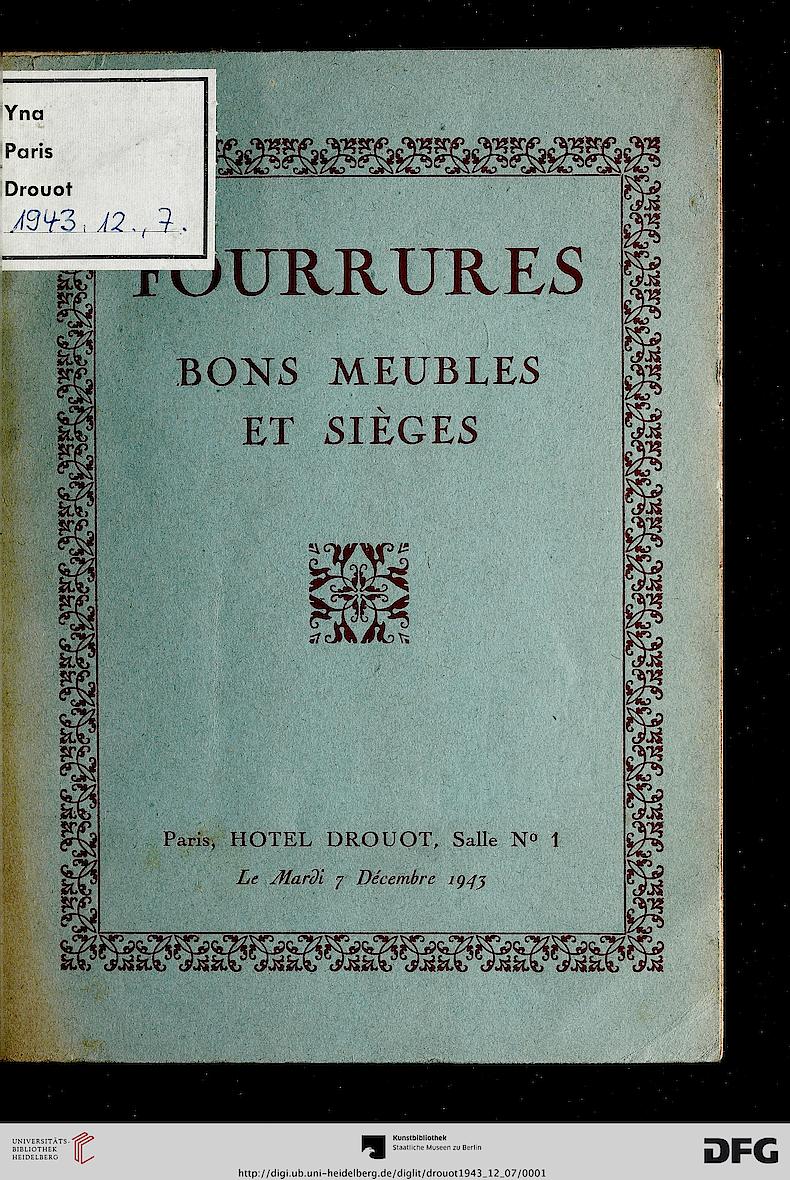 Yna
Paris
Drouot
1943. 12., 7.
FOURRURES
BONS MEUBLES
ET SIÈGES
Paris, HOTEL DROUOT, Salle Nº 1
Le Mardi 7 Décembre 1943
UNIVERSITÄTS-
BIBLIOTHEK
HEIDELBERG
Kunstbibliothek
Staatliche Museen zu Berlin
DFG
http://digi.ub.uni-heidelberg.de/diglit/drouot1943_12_07/0001